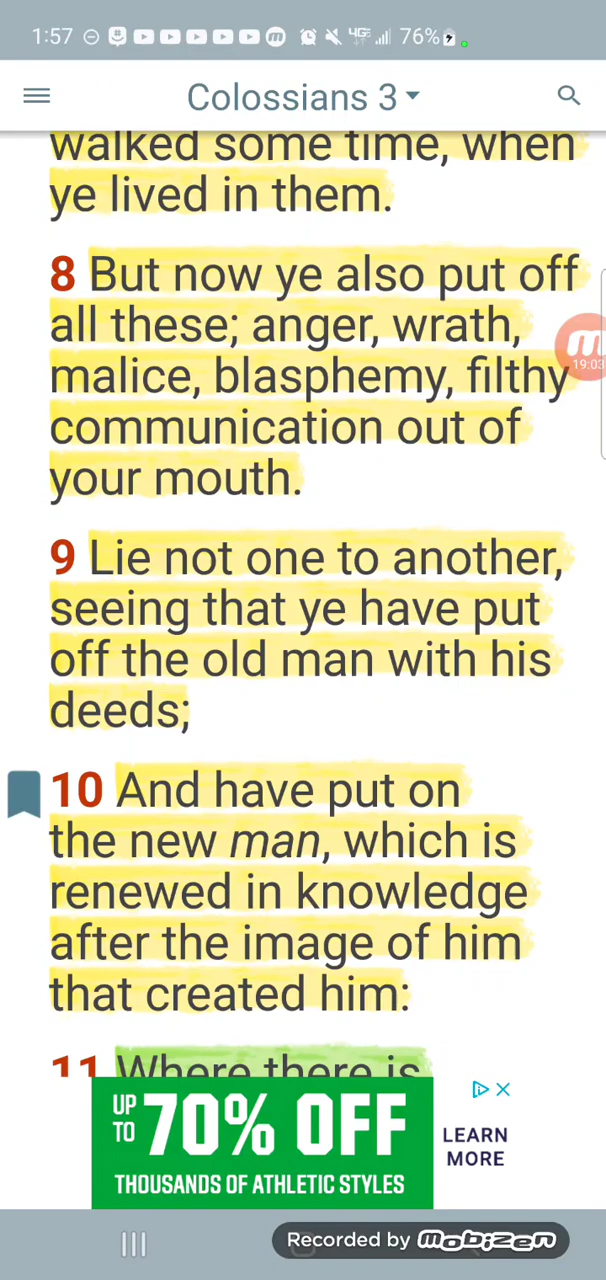 1:57 4G 76%
Colossians 3
walked some time, when
ye lived in them.
8 But now ye also put off
all these; anger, wrath,
m
malice, blasphemy, filthy
19:03
communication out of
your mouth.
9 Lie not one to another,
seeing that ye have put
off the old man with his
deeds;
10 And have put on
the new man, which is
renewed in knowledge
after the image of him
that created him:
11 Where there is
UP TO 70% OFF
THOUSANDS OF ATHLETIC STYLES
LEARN
MORE
Recorded by mobizen